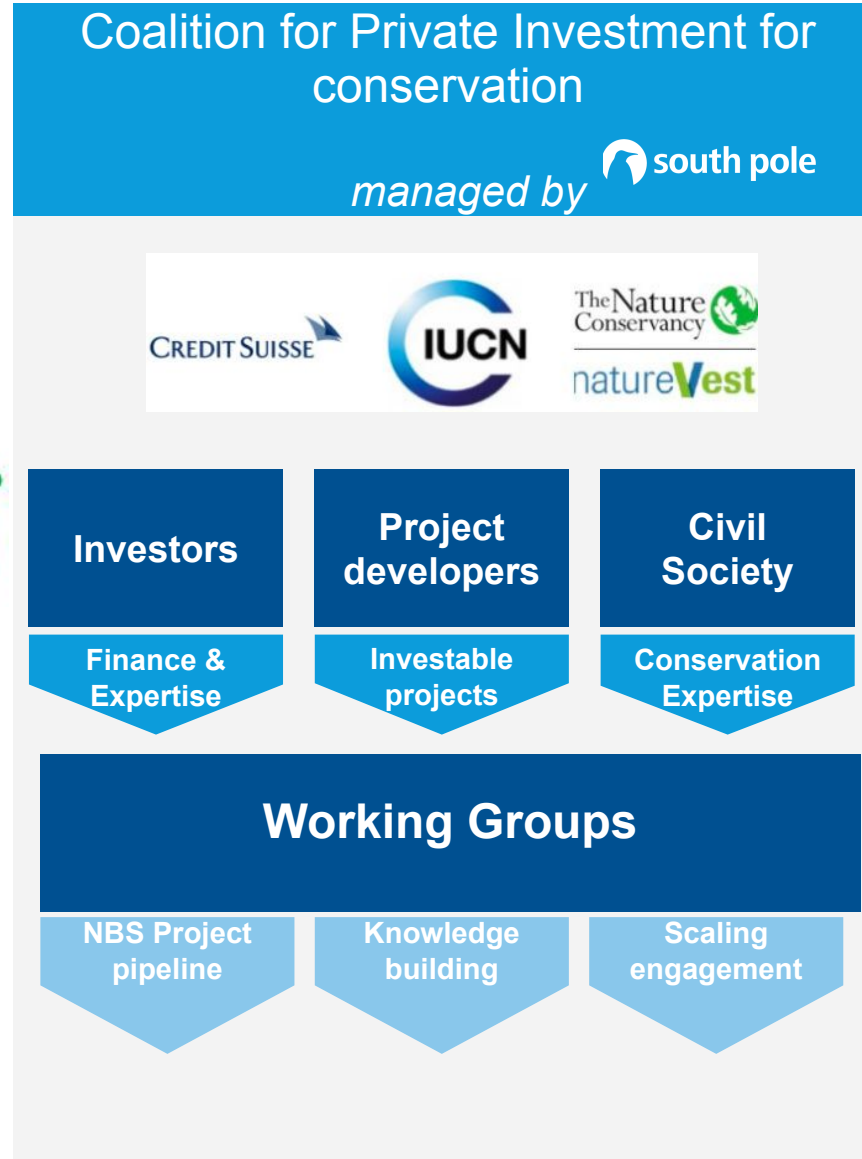 Coalition for Private Investment for
conservation
managed by south pole
CREDIT SUISSE
IUCN
The Nature
Conservancy
natureVest
Investors
Project
developers
Civil
Society
Finance &
Expertise
Investable
projects
Conservation
Expertise
Working Groups
NBS Project
pipeline
Knowledge
building
Scaling
engagement